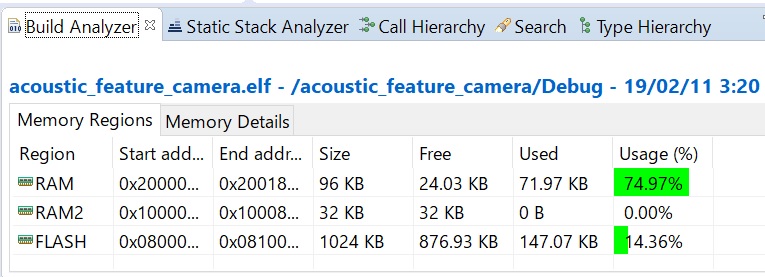 Build Analyzer Static Stack Analyzer Call Hierarchy Search Type Hierarchy
acoustic_feature_camera.elf - /acoustic_feature_camera/Debug - 19/02/11 3:20
Memory Regions Memory Details
Region Start add... End addr... Size Free Used Usage (%)
RAM 0x20000... 0x20018... 96 KB 24.03 KB 71.97 KB 74.97%
RAM2 0x10000... 0x10008... 32 KB 32 KB 0 B 0.00%
FLASH 0x08000... 0x08100... 1024 KB 876.93 KB 147.07 KB 14.36%